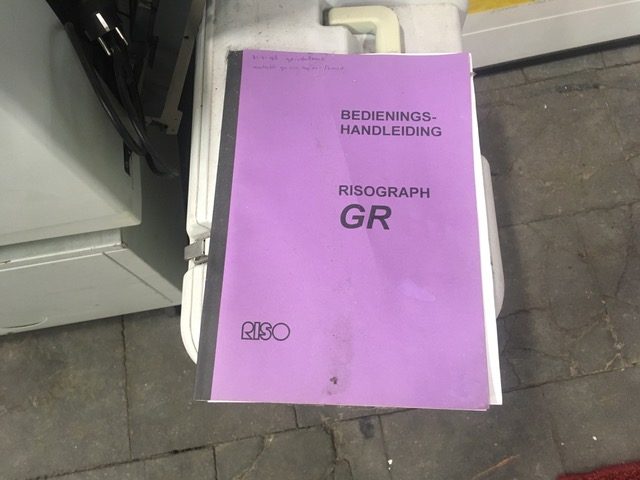 BEDIENINGS-
HANDLEIDING
RISOGRAPH
GR
RISO